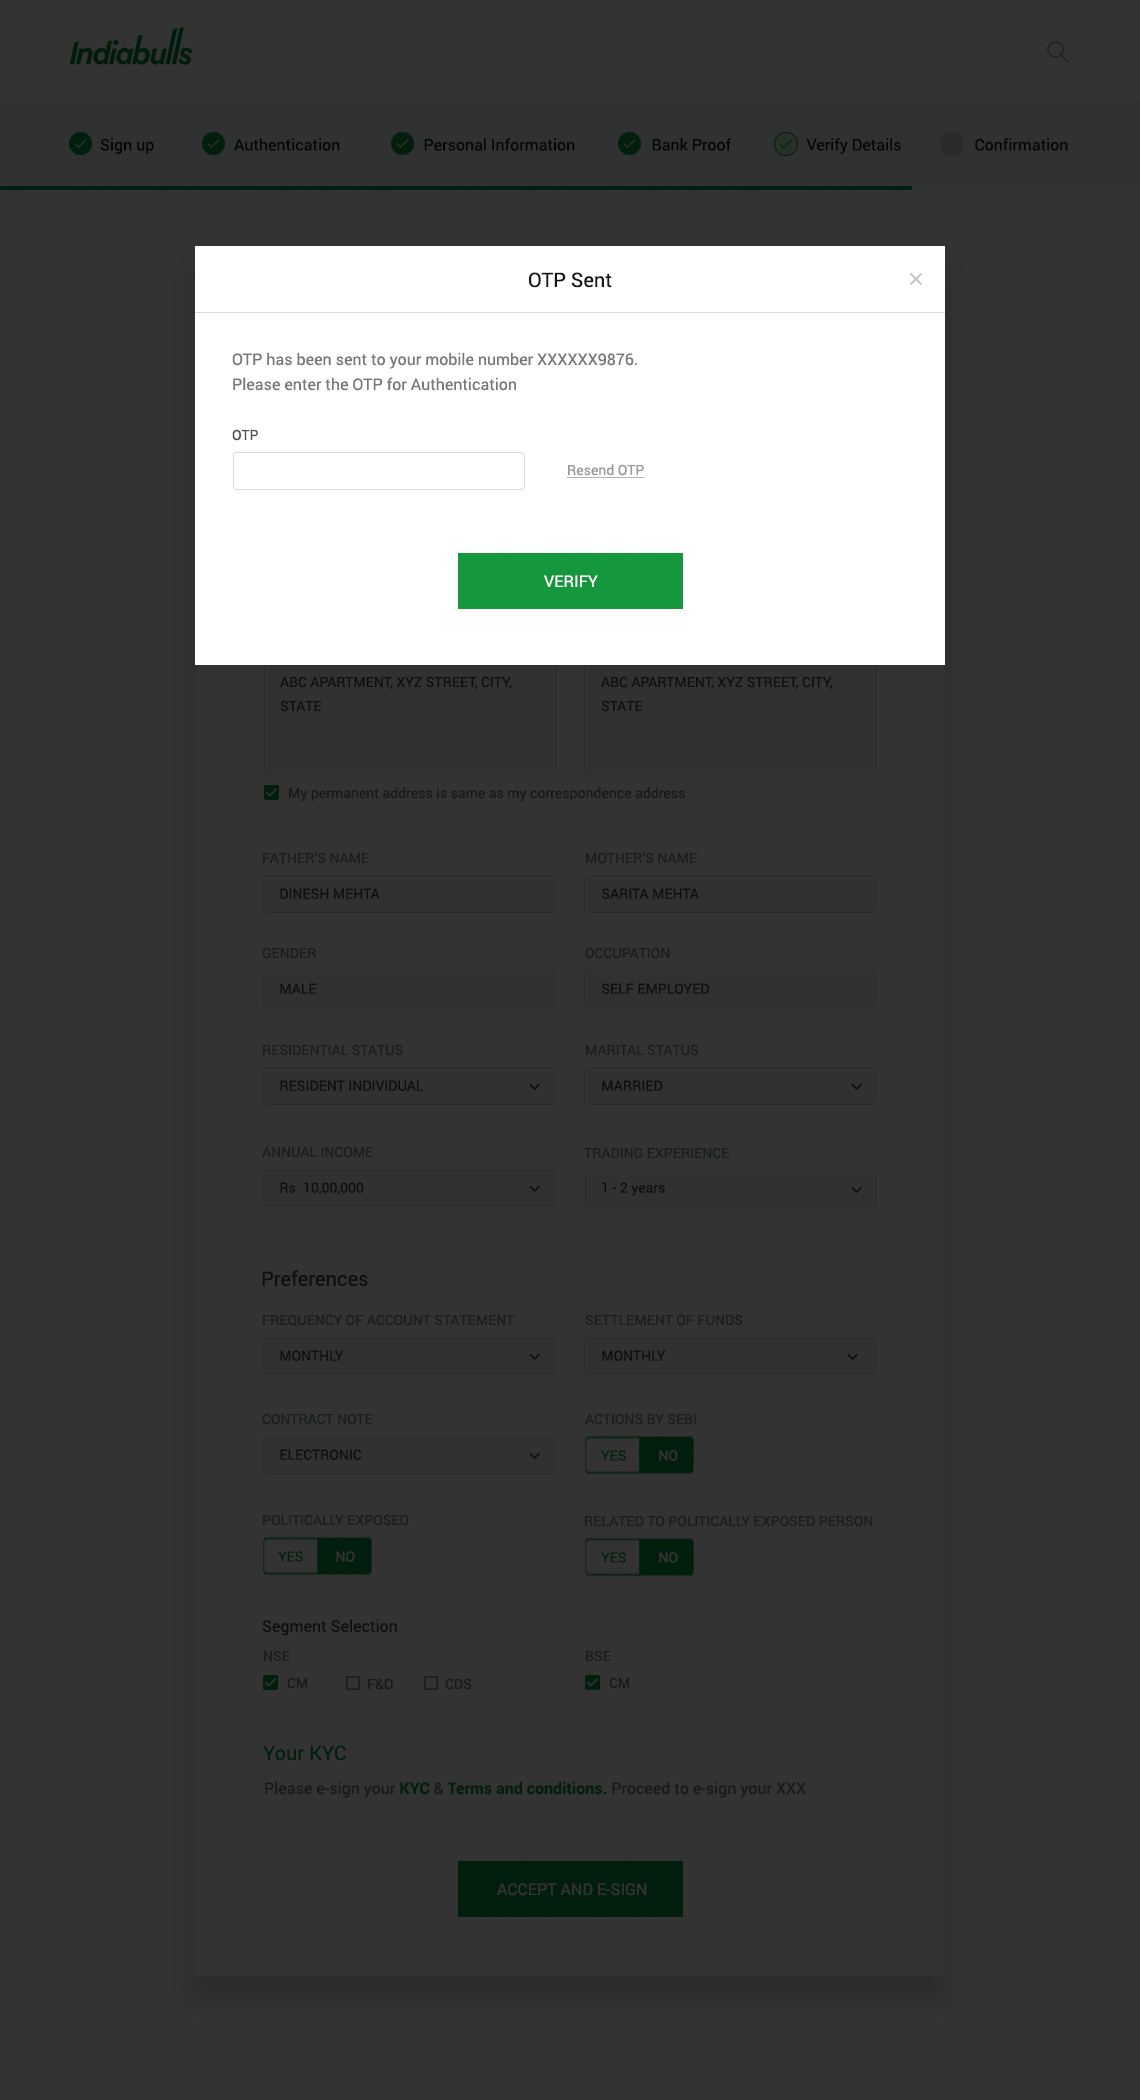 Indiabulls
Sign up Authentication Personal Information Bank Proof Verify Details Confirmation
OTP Sent
OTP has been sent to your mobile number XXXXXX9876.
Please enter the OTP for Authentication
OTP
Resend OTP
VERIFY
ABC APARTMENT, XYZ STREET, CITY, ABC APARTMENT, XYZ STREET, CITY,
STATE STATE
My permanent address is same as my correspondence address
FATHER'S NAME MOTHER'S NAME
DINESH MEHTA SARITA MEHTA
GENDER OCCUPATION
MALE SELF EMPLOYED
RESIDENTIAL STATUS MARITAL STATUS
RESIDENT INDIVIDUAL MARRIED
ANNUAL INCOME TRADING EXPERIENCE
Rs. 10,00,000 1 - 2 years
Preferences
FREQUENCY OF ACCOUNT STATEMENT SETTLEMENT OF FUNDS
MONTHLY MONTHLY
CONTRACT NOTE ACTIONS BY SEBI
ELECTRONIC YES NO
POLITICALLY EXPOSED RELATED TO POLITICALLY EXPOSED PERSON
YES NO YES NO
Segment Selection
NSE BSE
CM F&O CDS CM
Your KYC
Please e-sign your KYC & Terms and conditions. Proceed to e-sign your XXX
ACCEPT AND E-SIGN